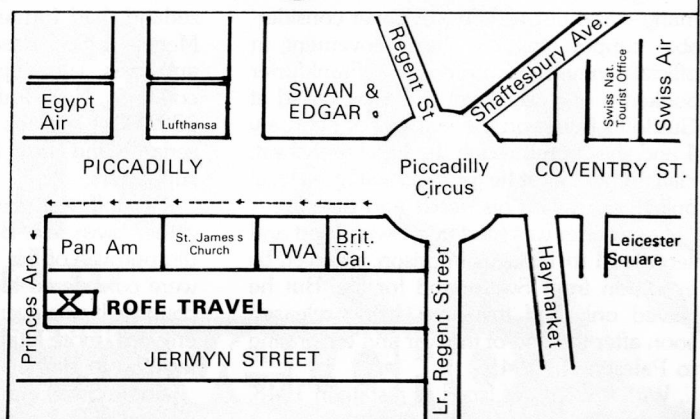 Regent St
Shaftesbury Ave.
Egypt
Air
Lufthansa
SWAN &
EDGAR
Swiss Nat.
Tourist Office
Swiss Air
PICCADILLY
Piccadilly
Circus
COVENTRY ST.
Princes Arc
Pan Am
St. James s
Church
TWA
Brit.
Cal.
Leicester
Square
ROFE TRAVEL
Haymarket
Lr. Regent Street
JERMYN STREET